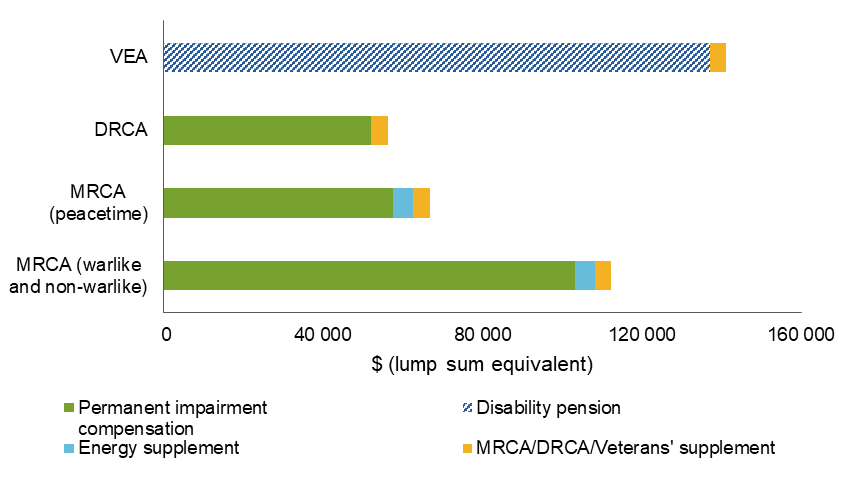 VEA
DRCA
MRCA
(peacetime)
MRCA (warlike
and non-warlike)
0 40 000 80 000 120 000 160 000
$ (lump sum equivalent)
Permanent impairment
compensation
Disability pension
Energy supplement
MRCA/DRCA/Veterans' supplement